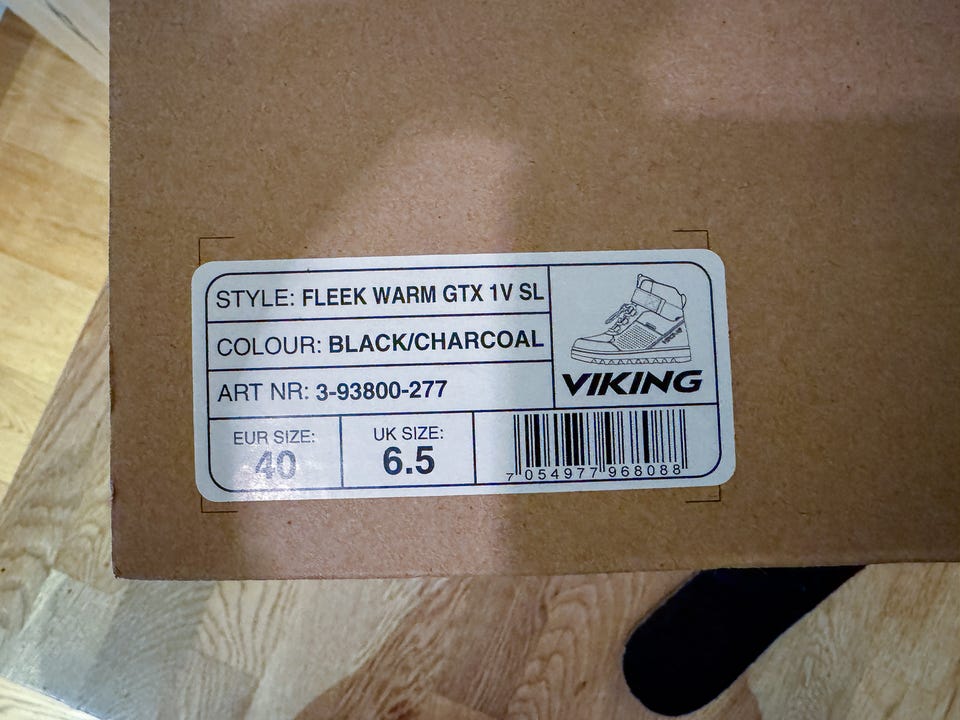 STYLE: FLEEK WARM GTX 1V SL
COLOUR: BLACK/CHARCOAL
ART NR: 3-93800-277
VIKING
EUR SIZE:
40
UK SIZE:
6.5
7 054977 968088